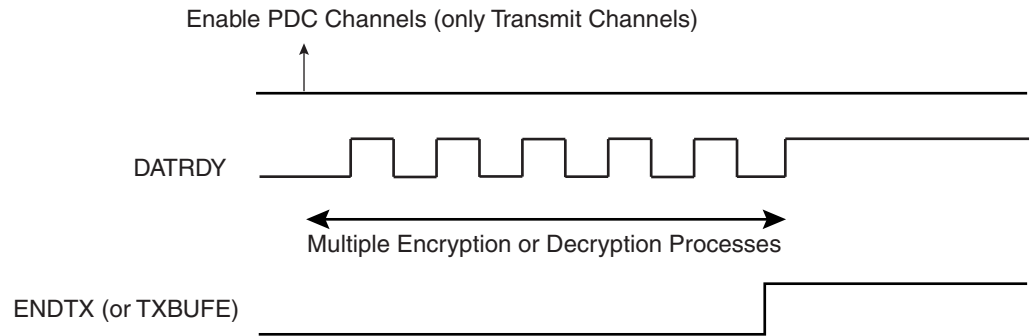 Enable PDC Channels (only Transmit Channels)
DATRDY
Multiple Encryption or Decryption Processes
ENDTX (or TXBUFE)